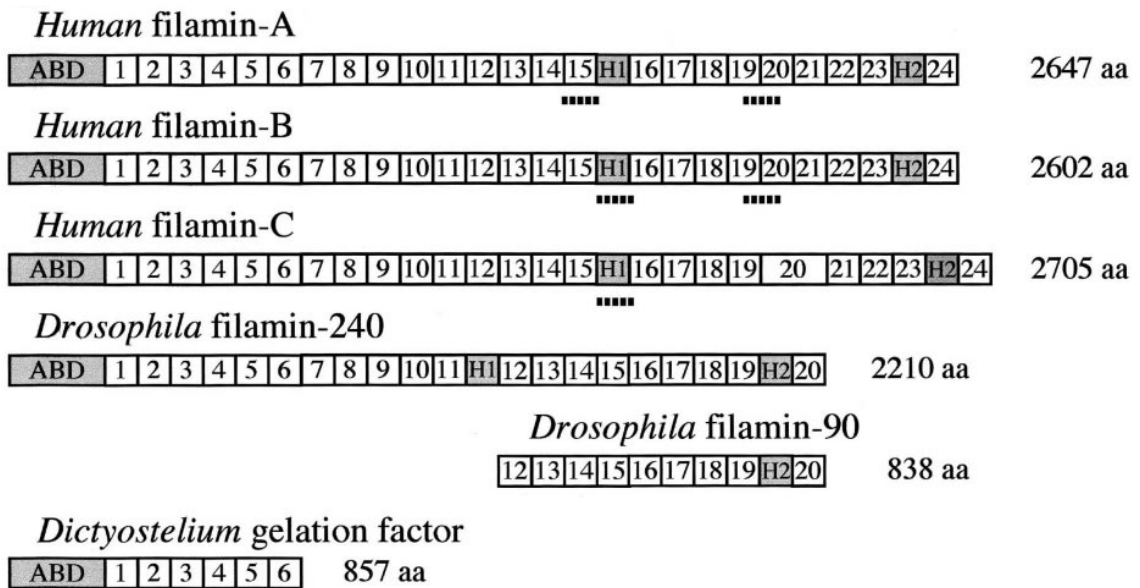 Human filamin-A
ABD 1 2 3 4 5 6 7 8 9 10 11 12 13 14 15 H1 16 17 18 19 20 21 22 23 H2 24 2647 aa
Human filamin-B
ABD 1 2 3 4 5 6 7 8 9 10 11 12 13 14 15 H1 16 17 18 19 20 21 22 23 H2 24 2602 aa
Human filamin-C
ABD 1 2 3 4 5 6 7 8 9 10 11 12 13 14 15 H1 16 17 18 19 20 21 22 23 H2 24 2705 aa
Drosophila filamin-240
ABD 1 2 3 4 5 6 7 8 9 10 11 H1 12 13 14 15 16 17 18 19 H2 20 2210 aa
Drosophila filamin-90
12 13 14 15 16 17 18 19 H2 20 838 aa
Dictyostelium gelation factor
ABD 1 2 3 4 5 6 857 aa